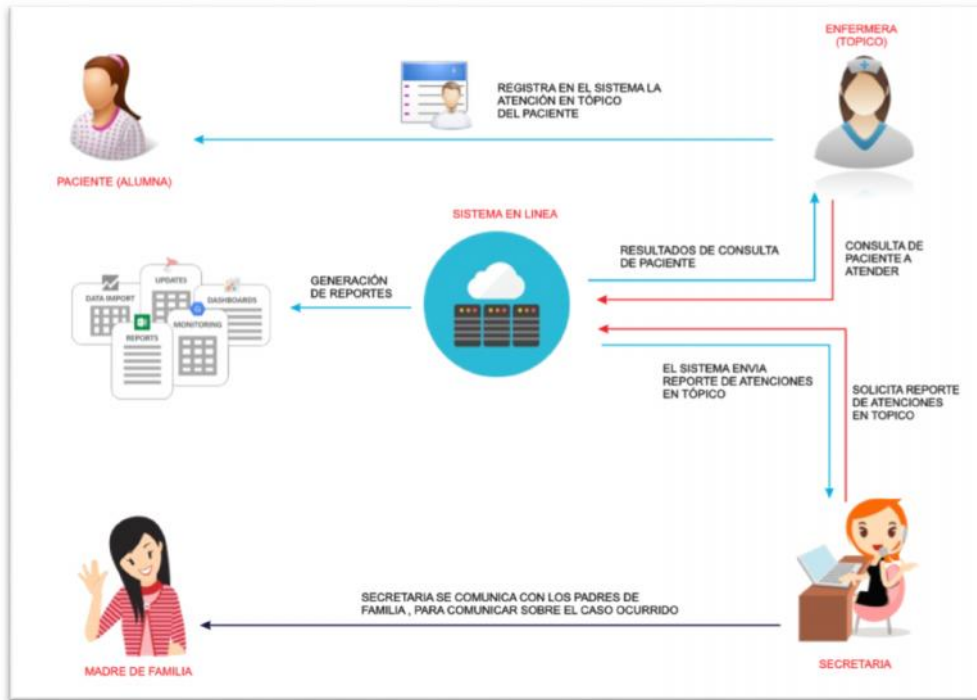 ENFERMERA
(TOPICO)
REGISTRA EN EL SISTEMA LA
ATENCIÓN EN TÓPICO
DEL PACIENTE
PACIENTE (ALUMNA)
SISTEMA EN LINEA
RESULTADOS DE CONSULTA
DE PACIENTE
CONSULTA DE
PACIENTE A
ATENDER
GENERACIÓN
DE REPORTES
UPDATES
DATA IMPORT
DASHBOARDS
REPORTS
MONITORING
EL SISTEMA ENVIA
REPORTE DE ATENCIONES
EN TÓPICO
SOLICITA REPORTE
DE ATENCIONES
EN TOPICO
SECRETARIA SE COMUNICA CON LOS PADRES DE
FAMILIA , PARA COMUNICAR SOBRE EL CASO OCURRIDO
MADRE DE FAMILIA
SECRETARIA